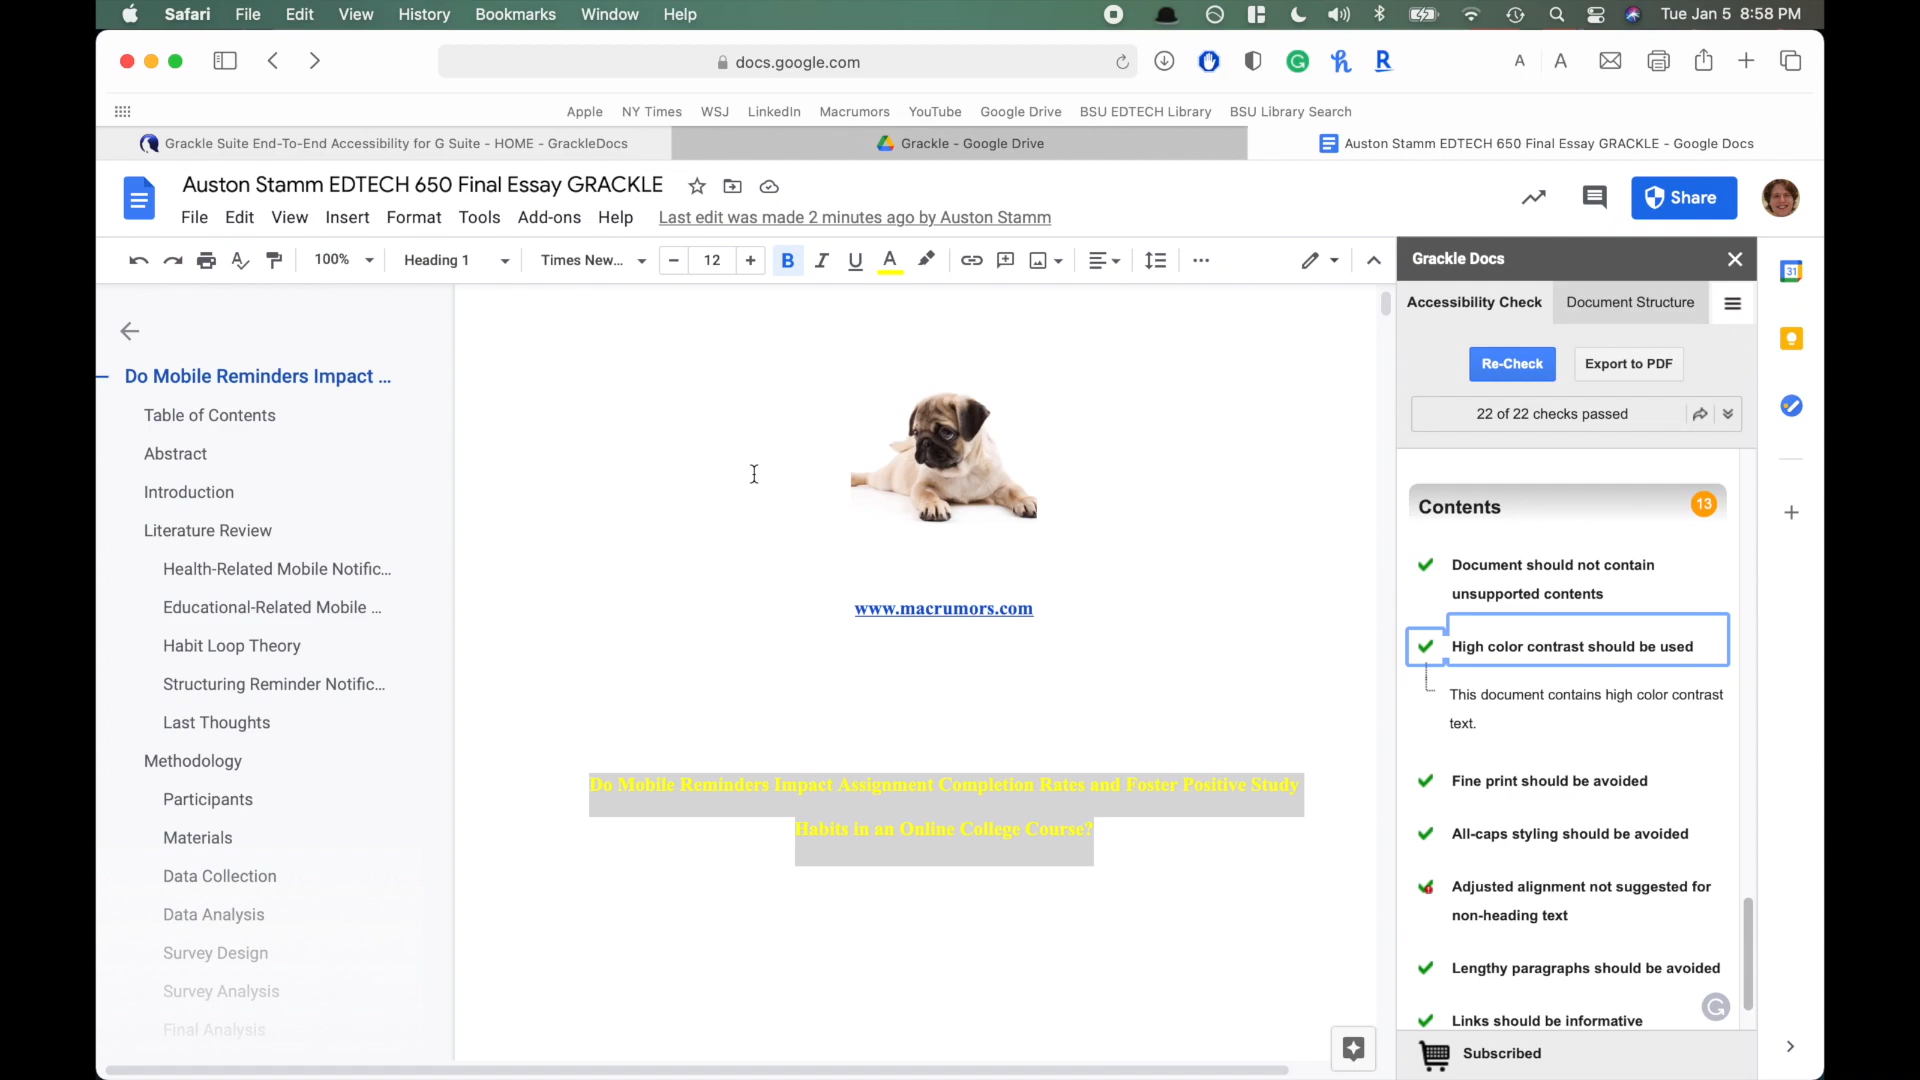 Safari File Edit View History Bookmarks Window Help Tue Jan 5 8:58 PM
docs.google.com
Apple NY Times WSJ LinkedIn Macrumors YouTube Google Drive BSU EDTECH Library BSU Library Search
Grackle Suite End-To-End Accessibility for G Suite - HOME - GrackleDocs
Grackle - Google Drive
Auston Stamm EDTECH 650 Final Essay GRACKLE - Google Docs
Auston Stamm EDTECH 650 Final Essay GRACKLE
File Edit View Insert Format Tools Add-ons Help Last edit was made 2 minutes ago by Auston Stamm
Share
100% Heading 1 Times New... − 12 + B I U A
Do Mobile Reminders Impact ...
Table of Contents
Abstract
Introduction
Literature Review
Health-Related Mobile Notific...
Educational-Related Mobile ...
Habit Loop Theory
Structuring Reminder Notific...
Last Thoughts
Methodology
Participants
Materials
Data Collection
Data Analysis
Survey Design
Survey Analysis
Final Analysis
www.macrumors.com
Do Mobile Reminders Impact Assignment Completion Rates and Foster Positive Study
Habits in an Online College Course?
Grackle Docs
Accessibility Check Document Structure
Re-Check Export to PDF
22 of 22 checks passed
Contents 13
Document should not contain
unsupported contents
High color contrast should be used
This document contains high color contrast
text.
Fine print should be avoided
All-caps styling should be avoided
Adjusted alignment not suggested for
non-heading text
Lengthy paragraphs should be avoided
Links should be informative
Subscribed
31